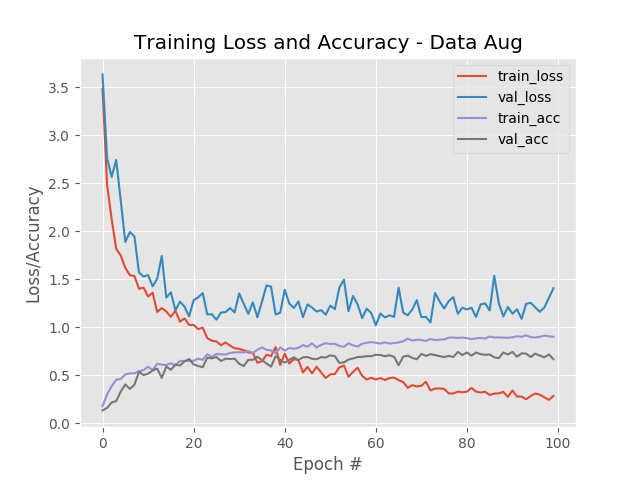 Training Loss and Accuracy - Data Aug
train_loss
val_loss
train_acc
val_acc
3.5
3.0
2.5
2.0
1.5
1.0
0.5
0.0
Loss/Accuracy
0 20 40 60 80 100
Epoch #